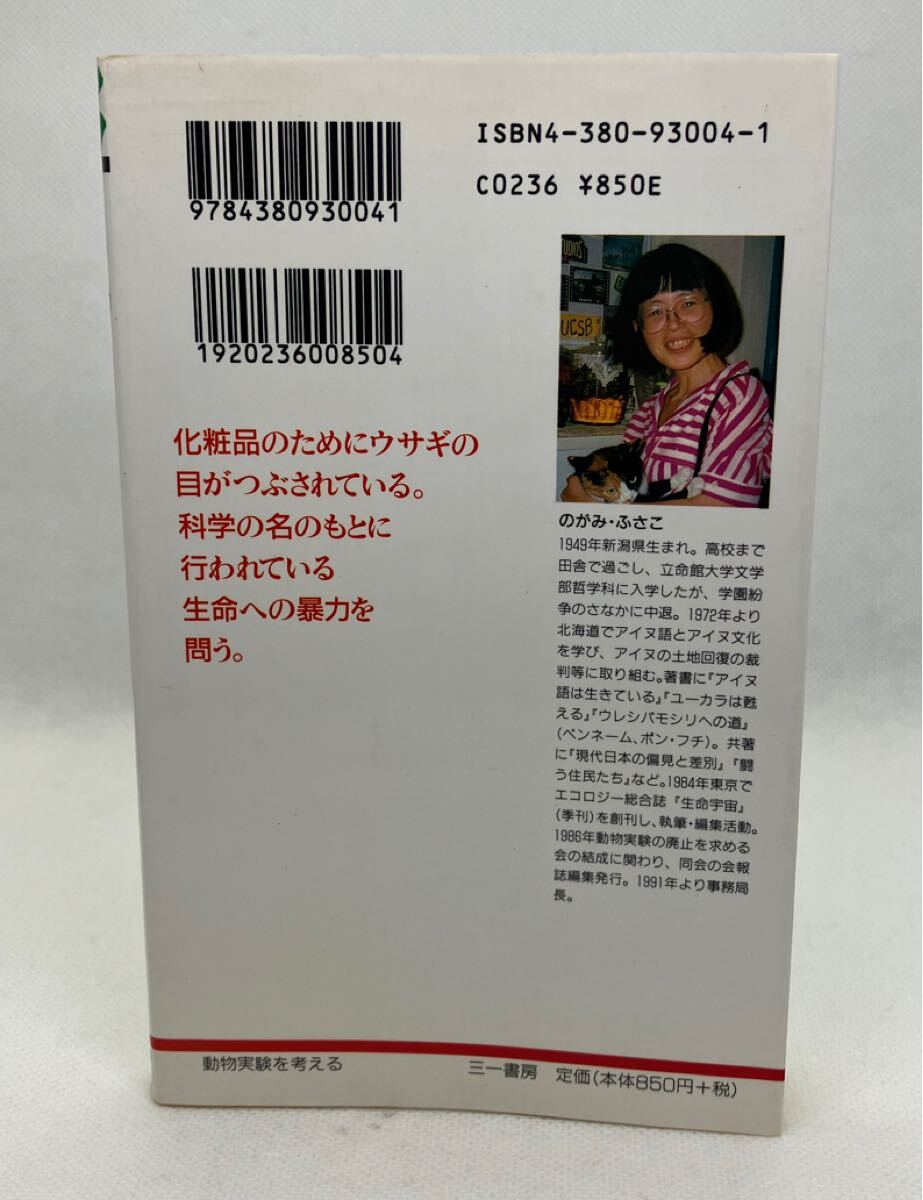 ISBN4-380-93004-1
9784380930041
C0236 ¥850E
1920236008504
UCSB
化粧品のためにウサギの
目がつぶされている。
科学の名のもとに
行われている
生命への暴力を
問う。
のがみ・ふさこ
1949年新潟県生まれ。高校まで
田舎で過ごし、立命館大学文学
部哲学科に入学したが、学園紛
争のさなかに中退。1972年より
北海道でアイヌ語とアイヌ文化
を学び、アイヌの土地回復の裁
判等に取り組む。著書に『アイヌ
語は生きている』『ユーカラは甦
える』『ウレシパモシリへの道』
(ペンネーム、ポン・フチ)。共著
に『現代日本の偏見と差別』『闘
う住民たち』など。1984年東京で
エコロジー総合誌『生命宇宙』
(季刊)を創刊し、執筆・編集活動。
1986年動物実験の廃止を求める
会の結成に関わり、同会の会報
誌編集発行。1991年より事務局
長。
動物実験を考える
三一書房 定価(本体850円+税)